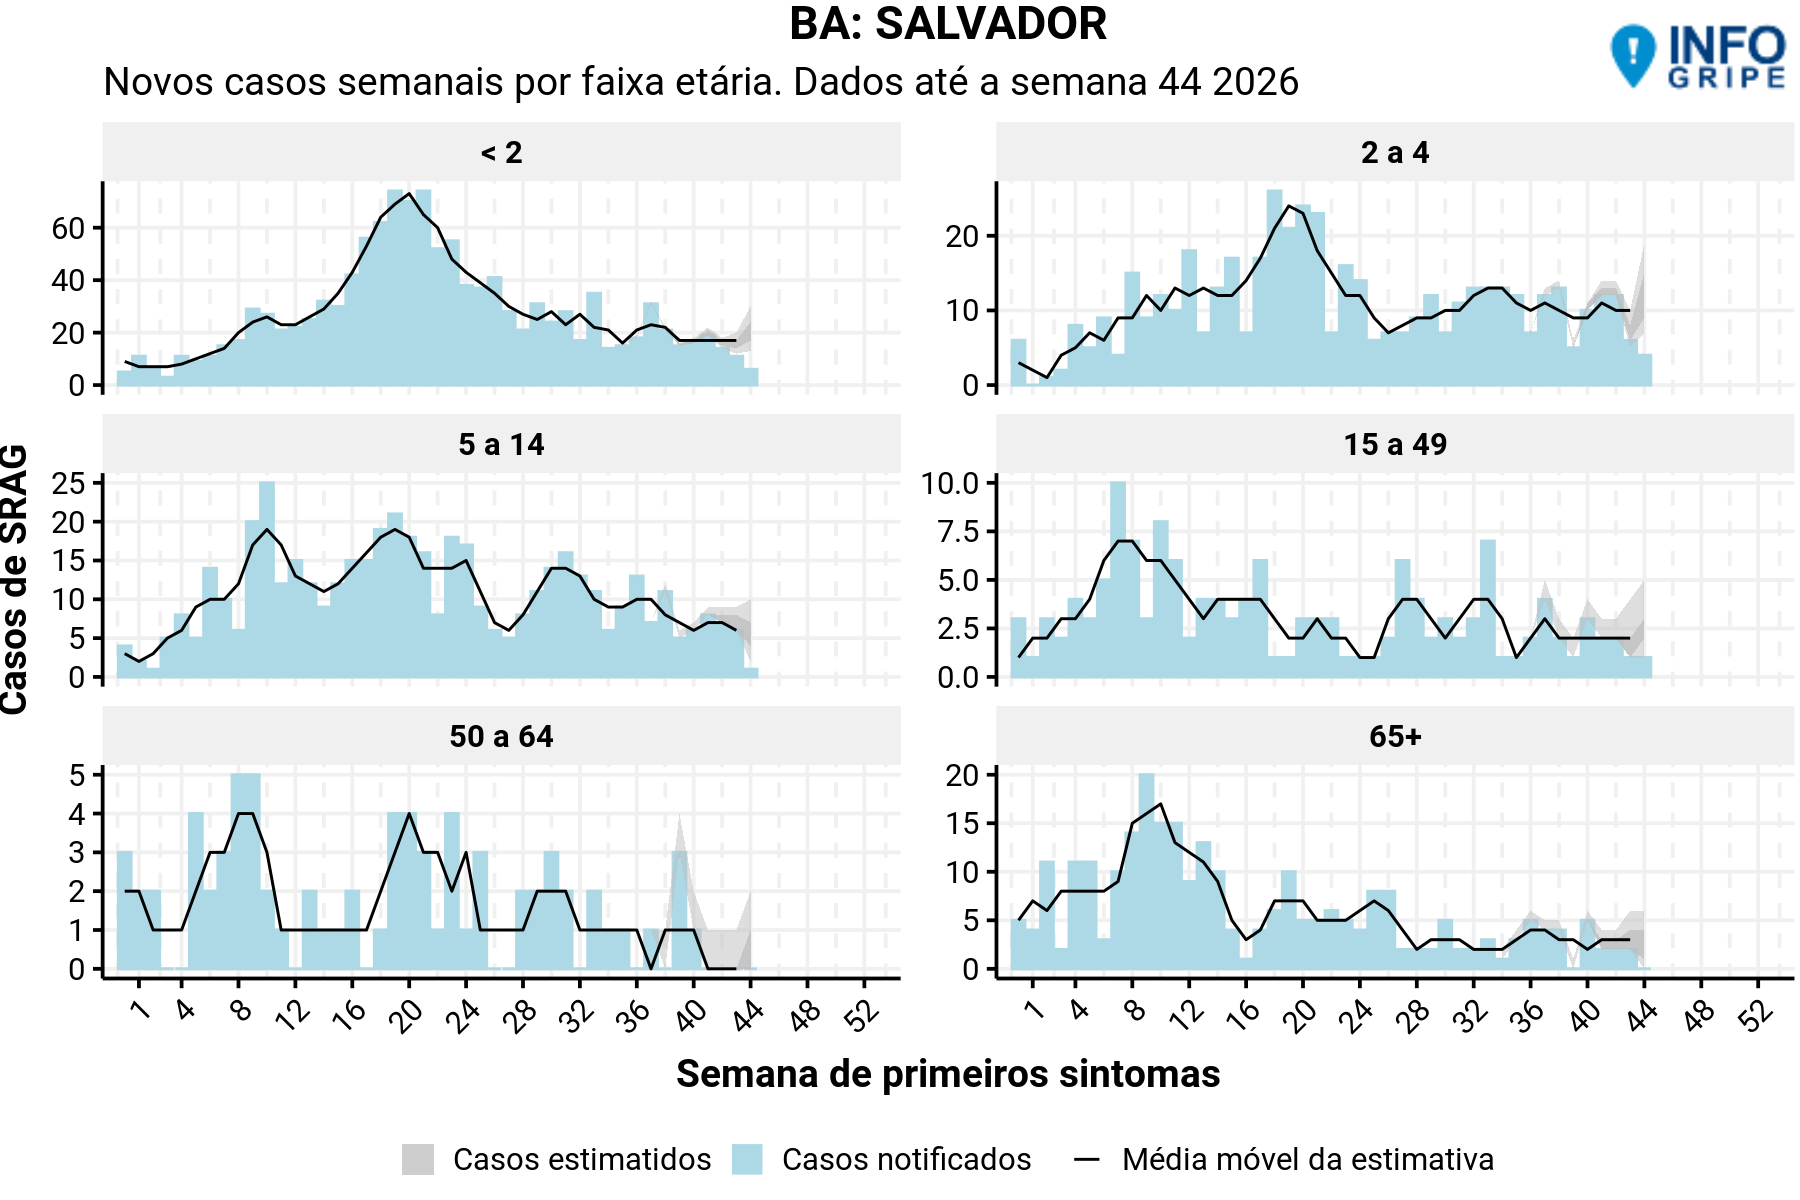 BA: SALVADOR
INFO
GRIPE
Novos casos semanais por faixa etária. Dados até a semana 44 2026
< 2
2 a 4
60
40
20
0
20
10
0
5 a 14
15 a 49
25
20
15
10
5
0
10.0
7.5
5.0
2.5
0.0
Casos de SRAG
50 a 64
65+
5
4
3
2
1
0
20
15
10
5
0
1 4 8 12 16 20 24 28 32 36 40 44 48 52
1 4 8 12 16 20 24 28 32 36 40 44 48 52
Semana de primeiros sintomas
Casos estimatidos Casos notificados Média móvel da estimativa